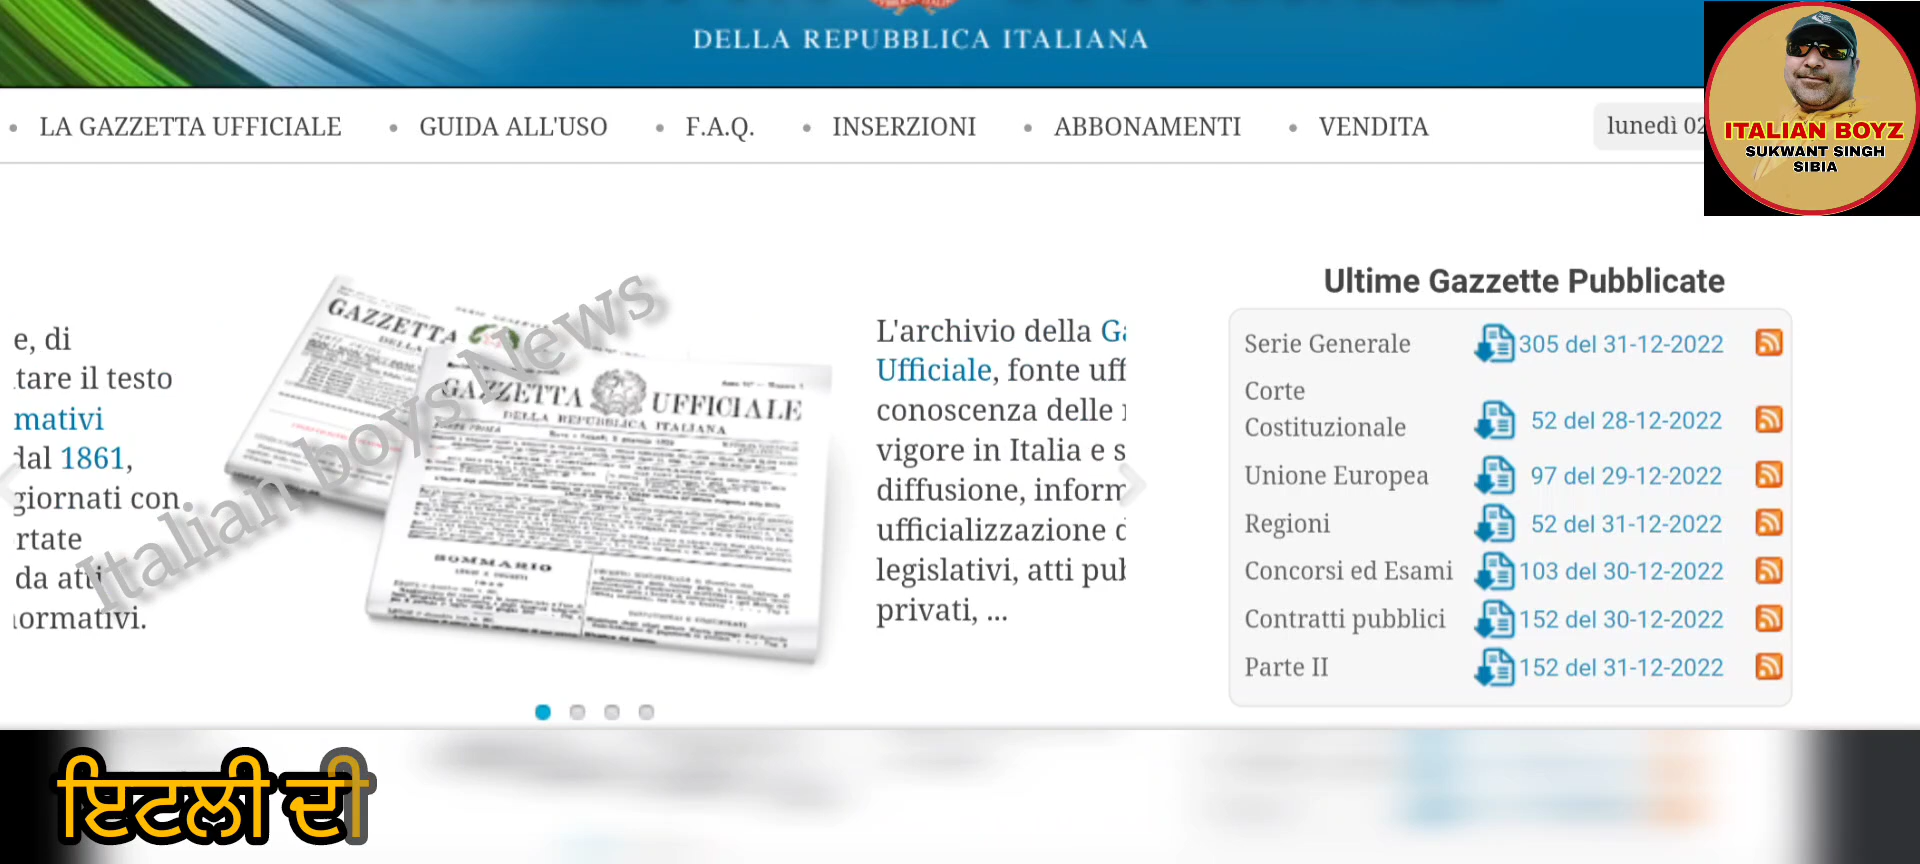 DELLA REPUBBLICA ITALIANA
LA GAZZETTA UFFICIALE
GUIDA ALL'USO
F.A.Q.
INSERZIONI
ABBONAMENTI
VENDITA
lunedì 02
ITALIAN BOYZ
SUKWANT SINGH
SIBIA
e, di
tare il testo
mativi
dal 1861,
giornati con
rtate
da atti
ormativi.
GAZZETTA
GAZZETTA UFFICIALE
DELLA REPUBBLICA ITALIANA
SOMMARIO
Italian boys News
L'archivio della Ga
Ufficiale, fonte uff
conoscenza delle
vigore in Italia e s
diffusione, inform
ufficializzazione d
legislativi, atti pub
privati, ...
Ultime Gazzette Pubblicate
Serie Generale 305 del 31-12-2022
Corte
Costituzionale 52 del 28-12-2022
Unione Europea 97 del 29-12-2022
Regioni 52 del 31-12-2022
Concorsi ed Esami 103 del 30-12-2022
Contratti pubblici 152 del 30-12-2022
Parte II 152 del 31-12-2022
ਇਟਲੀ ਦੀ